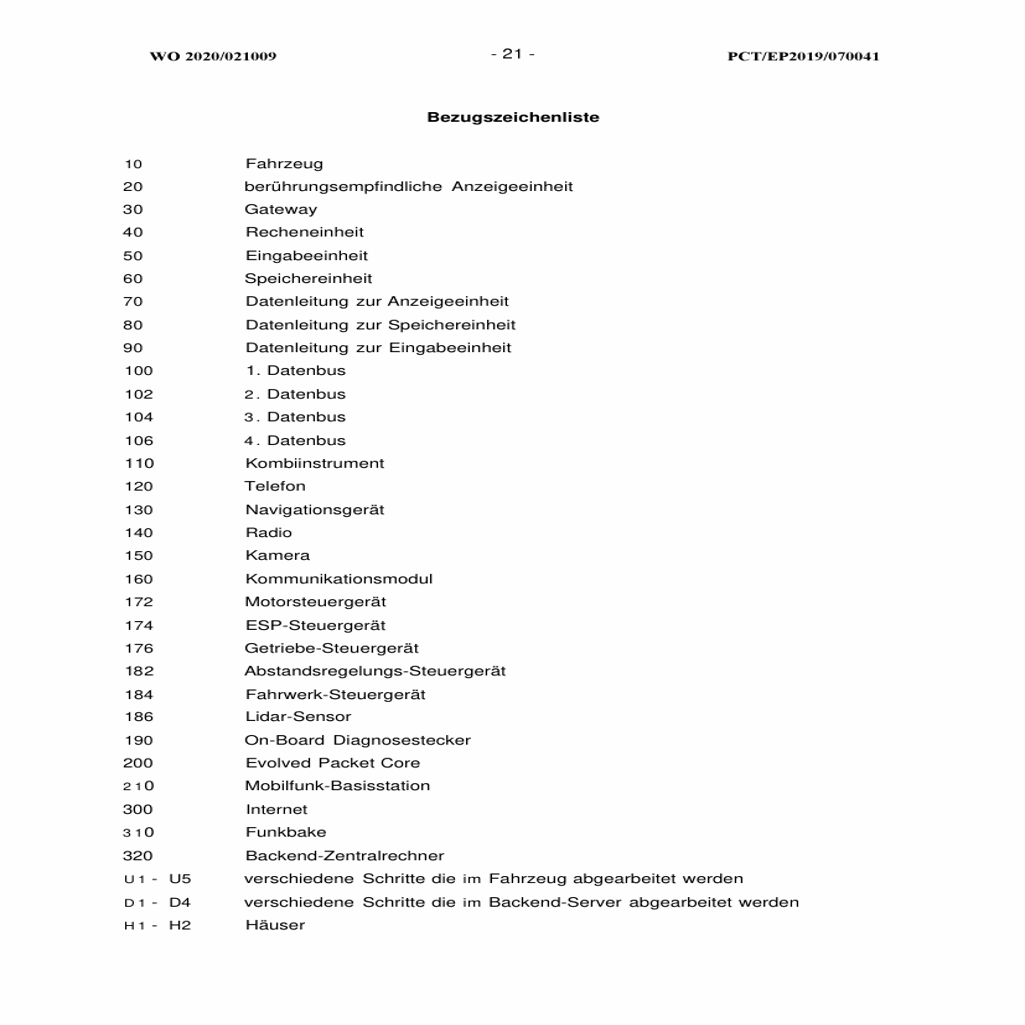 WO 2020/021009 - 21 - PCT/EP2019/070041
Bezugszeichenliste
10 Fahrzeug
20 berührungsempfindliche Anzeigeeinheit
30 Gateway
40 Recheneinheit
50 Eingabeeinheit
60 Speichereinheit
70 Datenleitung zur Anzeigeeinheit
80 Datenleitung zur Speichereinheit
90 Datenleitung zur Eingabeeinheit
100 1. Datenbus
102 2. Datenbus
104 3. Datenbus
106 4. Datenbus
110 Kombiinstrument
120 Telefon
130 Navigationsgerät
140 Radio
150 Kamera
160 Kommunikationsmodul
172 Motorsteuergerät
174 ESP-Steuergerät
176 Getriebe-Steuergerät
182 Abstandsregelungs-Steuergerät
184 Fahrwerk-Steuergerät
186 Lidar-Sensor
190 On-Board Diagnosestecker
200 Evolved Packet Core
210 Mobilfunk-Basisstation
300 Internet
310 Funkbake
320 Backend-Zentralrechner
U1 - U5 verschiedene Schritte die im Fahrzeug abgearbeitet werden
D1 - D4 verschiedene Schritte die im Backend-Server abgearbeitet werden
H1 - H2 Häuser